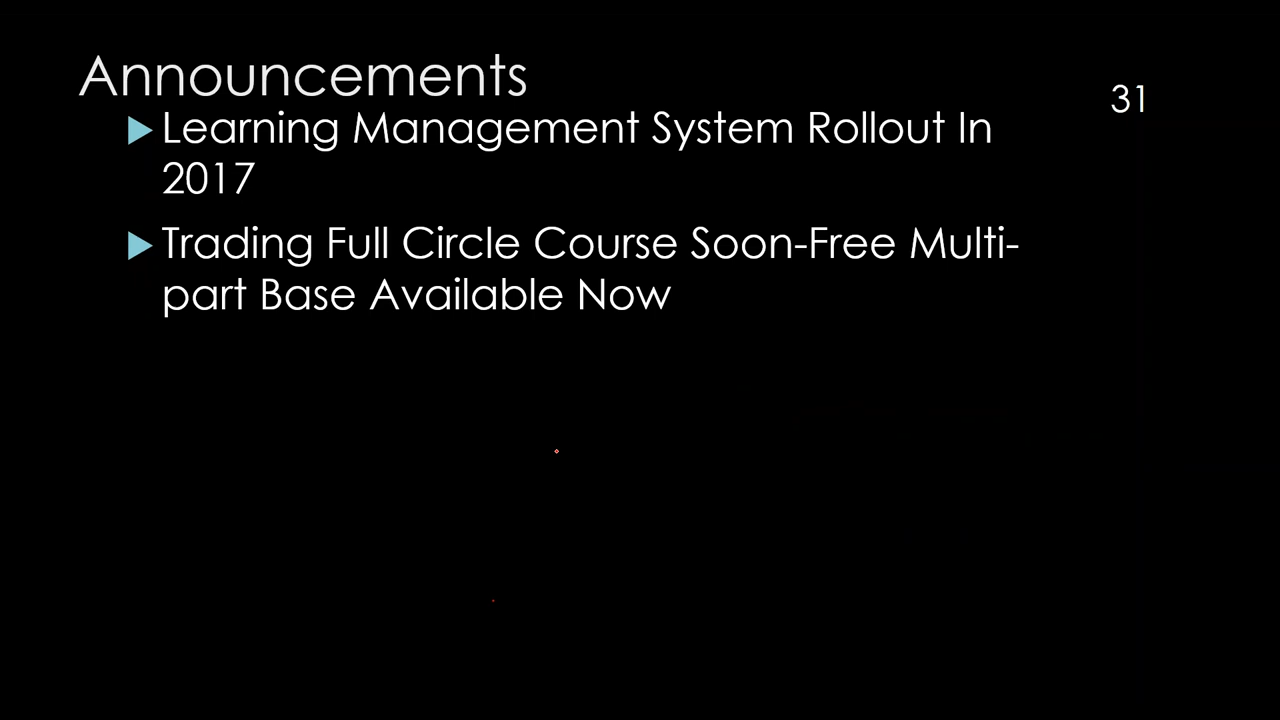 Announcements
31
Learning Management System Rollout In
2017
Trading Full Circle Course Soon-Free Multi-
part Base Available Now